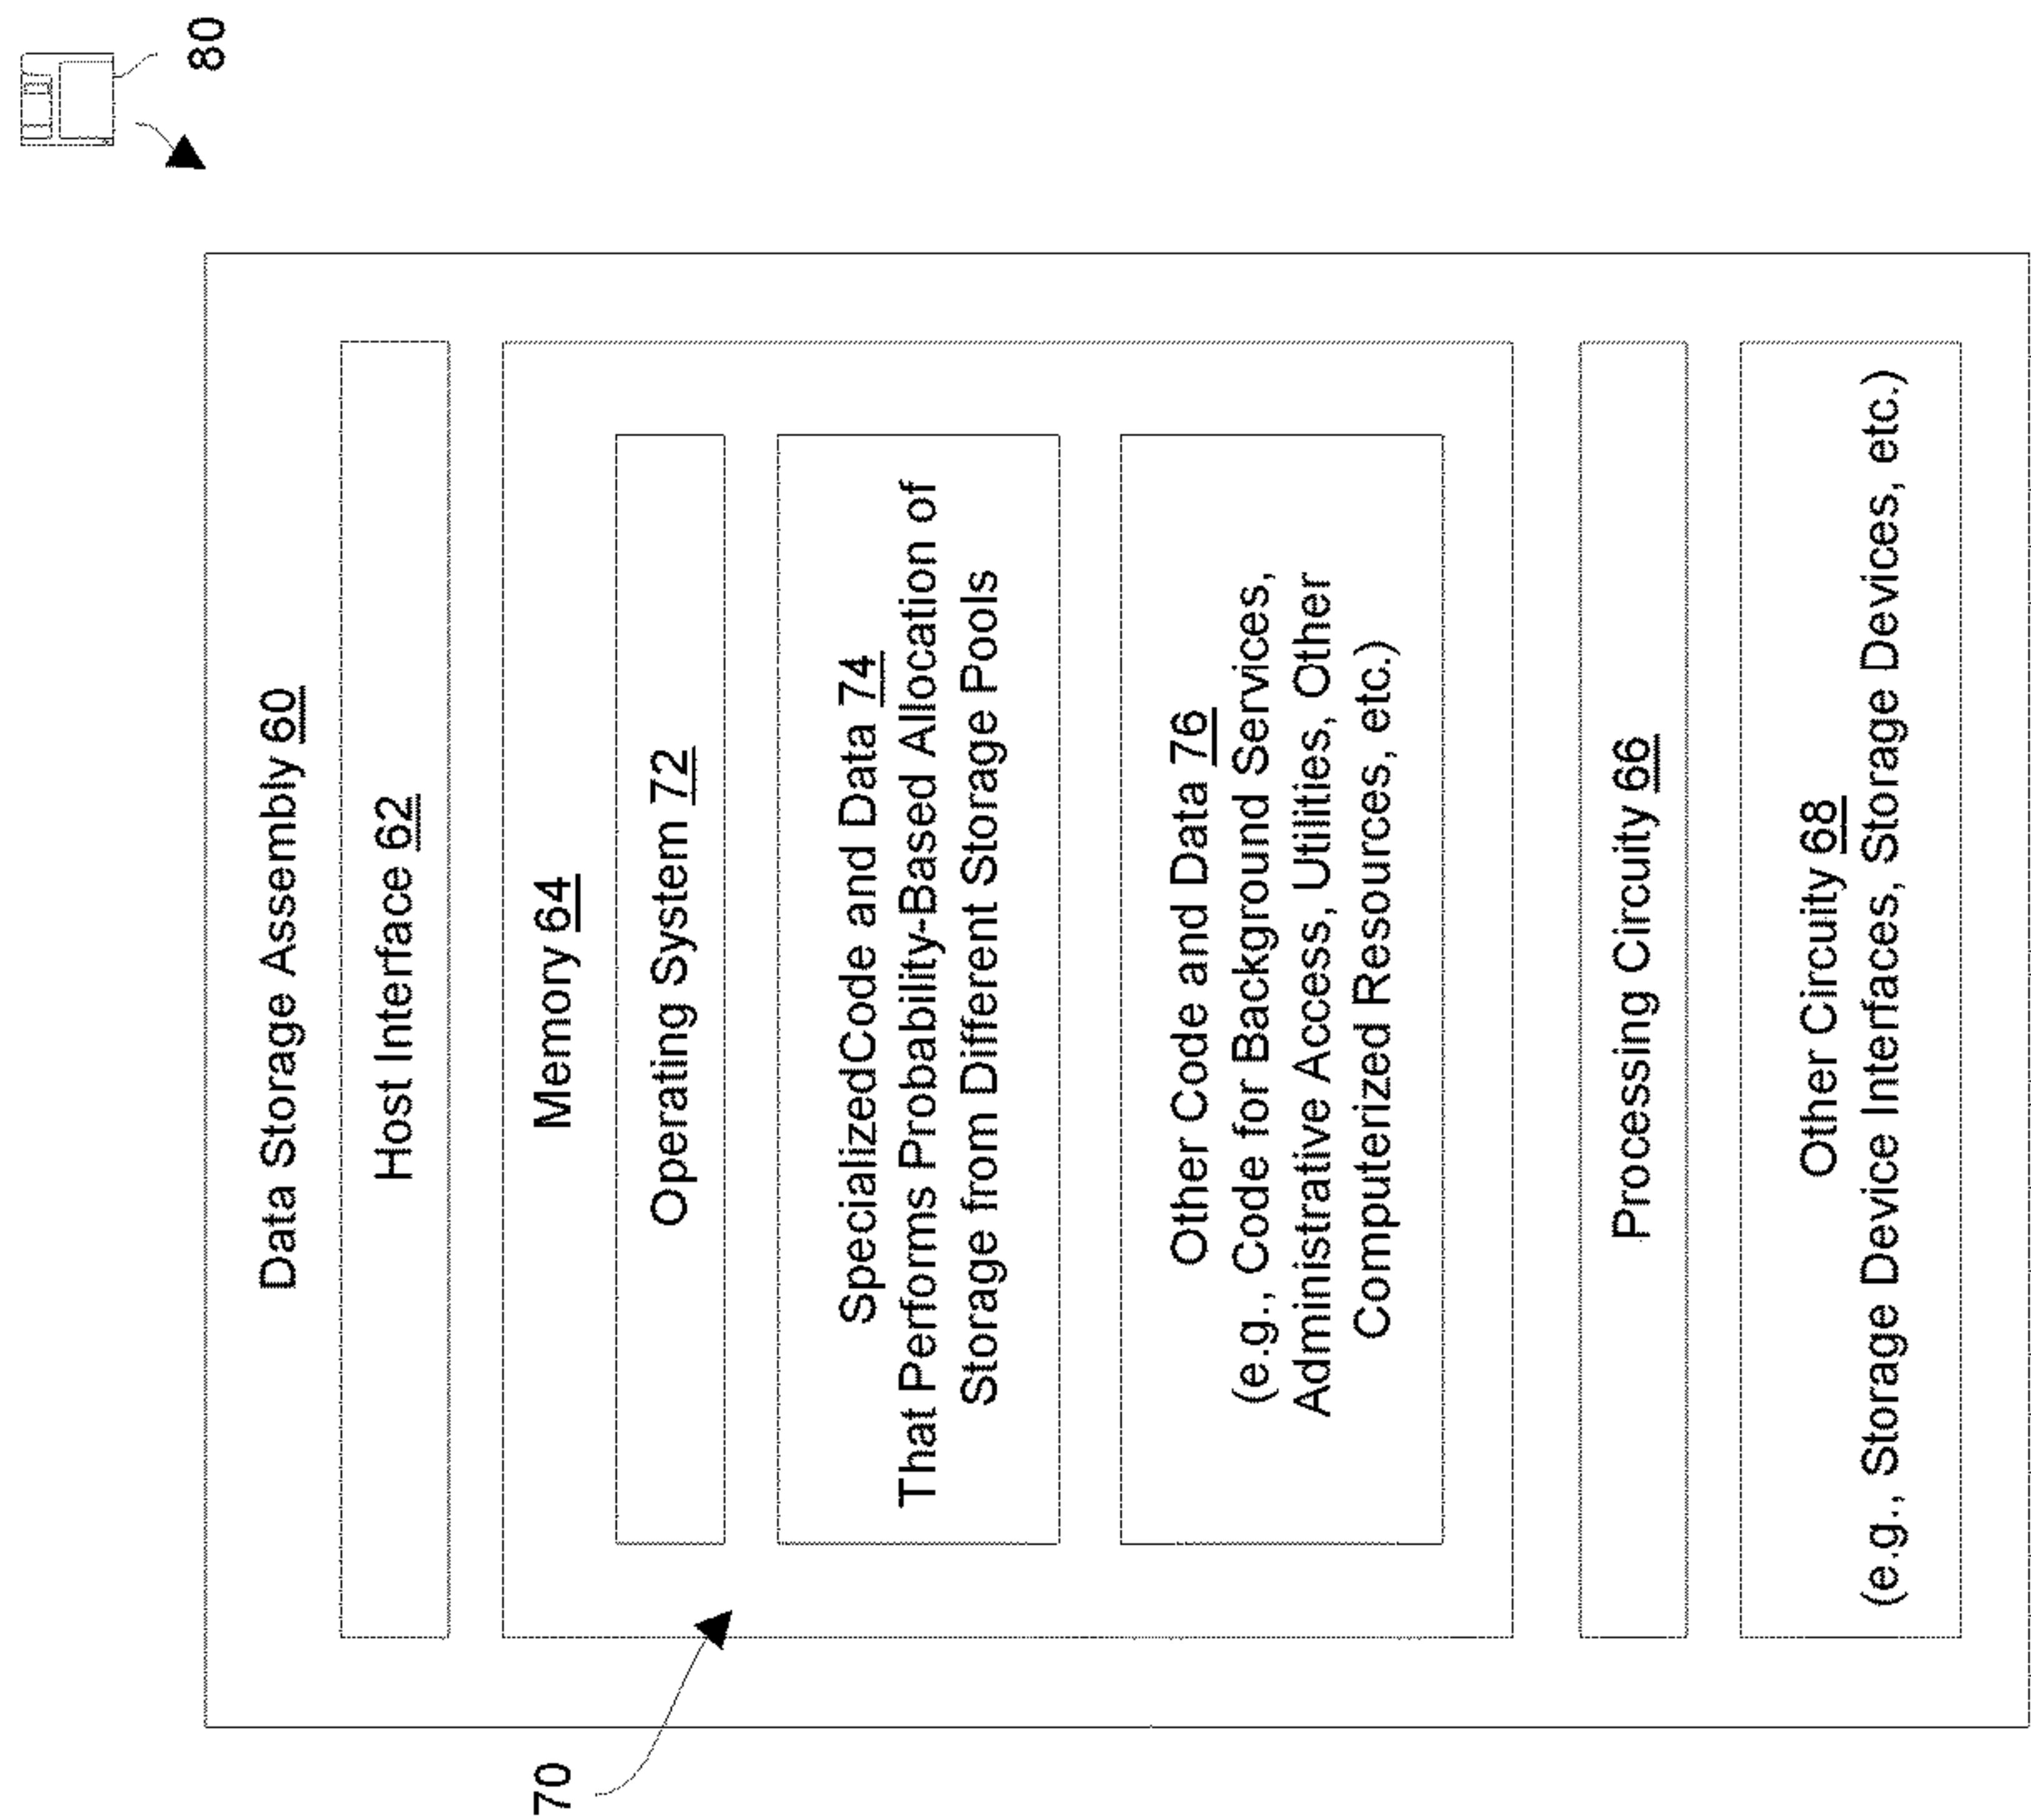 80
Data Storage Assembly 60
Host Interface 62
70
Memory 64
Operating System 72
SpecializedCode and Data 74
That Performs Probability-Based Allocation of
Storage from Different Storage Pools
Other Code and Data 76
(e.g., Code for Background Services,
Administrative Access, Utilities, Other
Computerized Resources, etc.)
Processing Circuity 66
Other Circuity 68
(e.g., Storage Device Interfaces, Storage Devices, etc.)